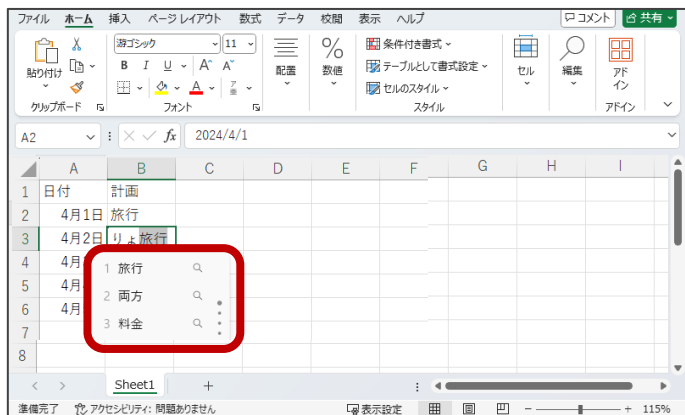 ファイル ホーム 挿入 ページ レイアウト 数式 データ 校閲 表示 ヘルプ コメント 共有
貼り付け 游ゴシック 11 B I U A A 配置 % 数値 条件付き書式 テーブルとして書式設定 セルのスタイル セル 編集 アドイン
クリップボード フォント スタイル アドイン
A2 fx 2024/4/1
A B C D E F G H I
1 日付 計画
2 4月1日 旅行
3 4月2日 りょ旅行
4 4月
5 4月
6 4月
7
8
1 旅行
2 両方
3 料金
Sheet1 +
準備完了 アクセシビリティ: 問題ありません 表示設定 - + 115%